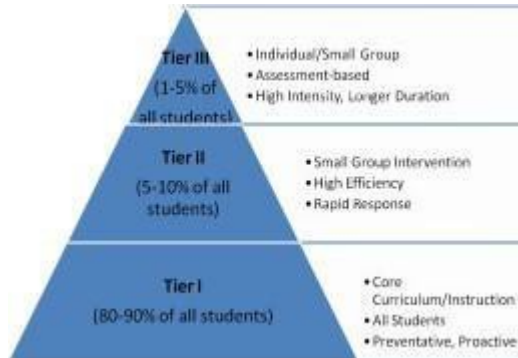 Tier III
(1-5% of
all students)
• Individual/Small Group
• Assessment-based
• High Intensity, Longer Duration
Tier II
(5-10% of all
students)
• Small Group Intervention
• High Efficiency
• Rapid Response
Tier I
(80-90% of all students)
• Core
Curriculum/Instruction
• All Students
• Preventative, Proactive